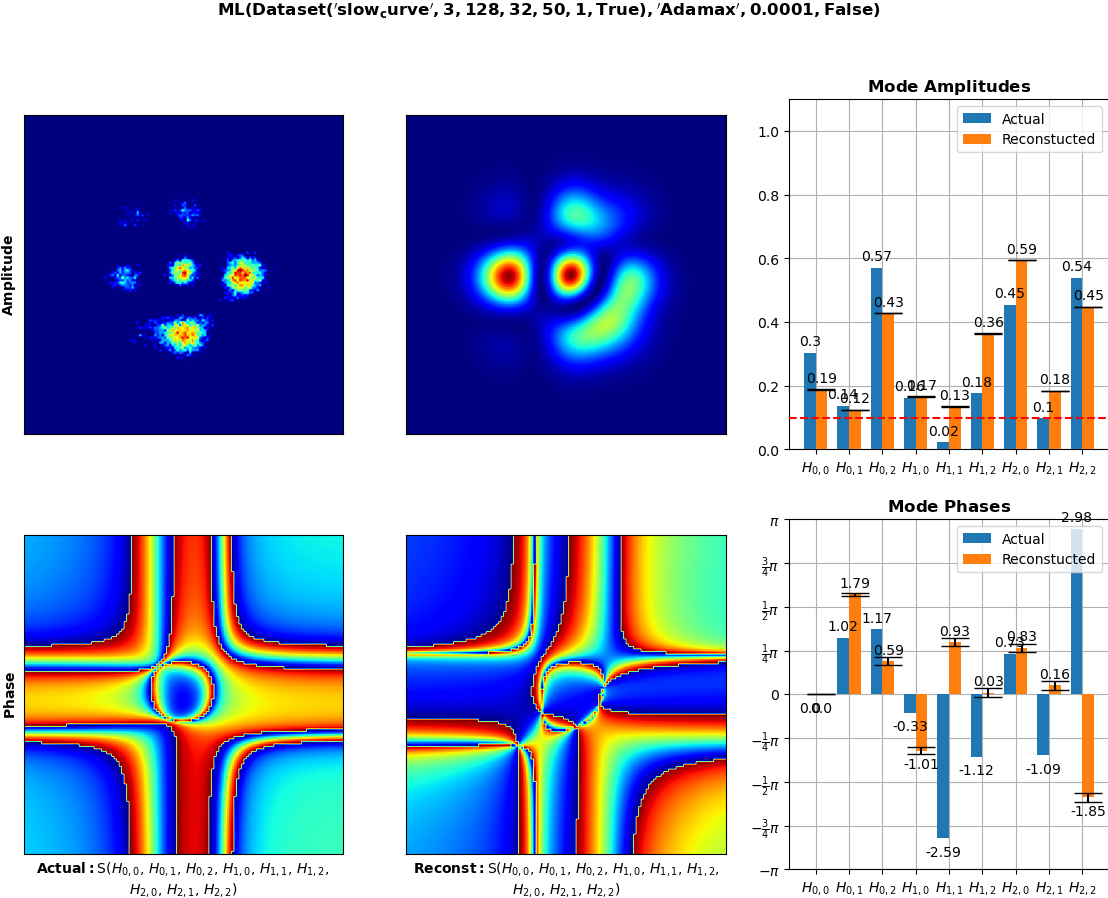 ML(Dataset('slow_curve', 3, 128, 32, 50, 1, True), 'Adamax', 0.0001, False)
Amplitude
Mode Amplitudes
Actual
Reconstucted
1.0
0.8
0.6
0.4
0.2
0.0
0.3
0.19
0.14
0.12
0.57
0.43
0.16
0.17
0.02
0.13
0.18
0.36
0.45
0.59
0.1
0.18
0.54
0.45
H0,0 H0,1 H0,2 H1,0 H1,1 H1,2 H2,0 H2,1 H2,2
Phase
Mode Phases
Actual
Reconstucted
π
3/4π
1/2π
1/4π
0
−1/4π
−1/2π
−3/4π
−π
0.0
0.0
1.02
1.79
1.17
0.59
-0.33
-1.01
-2.59
0.93
-1.12
0.03
0.73
0.83
-1.09
0.16
2.98
-1.85
H0,0 H0,1 H0,2 H1,0 H1,1 H1,2 H2,0 H2,1 H2,2
Actual: S(H0,0, H0,1, H0,2, H1,0, H1,1, H1,2,
H2,0, H2,1, H2,2)
Reconst: S(H0,0, H0,1, H0,2, H1,0, H1,1, H1,2,
H2,0, H2,1, H2,2)